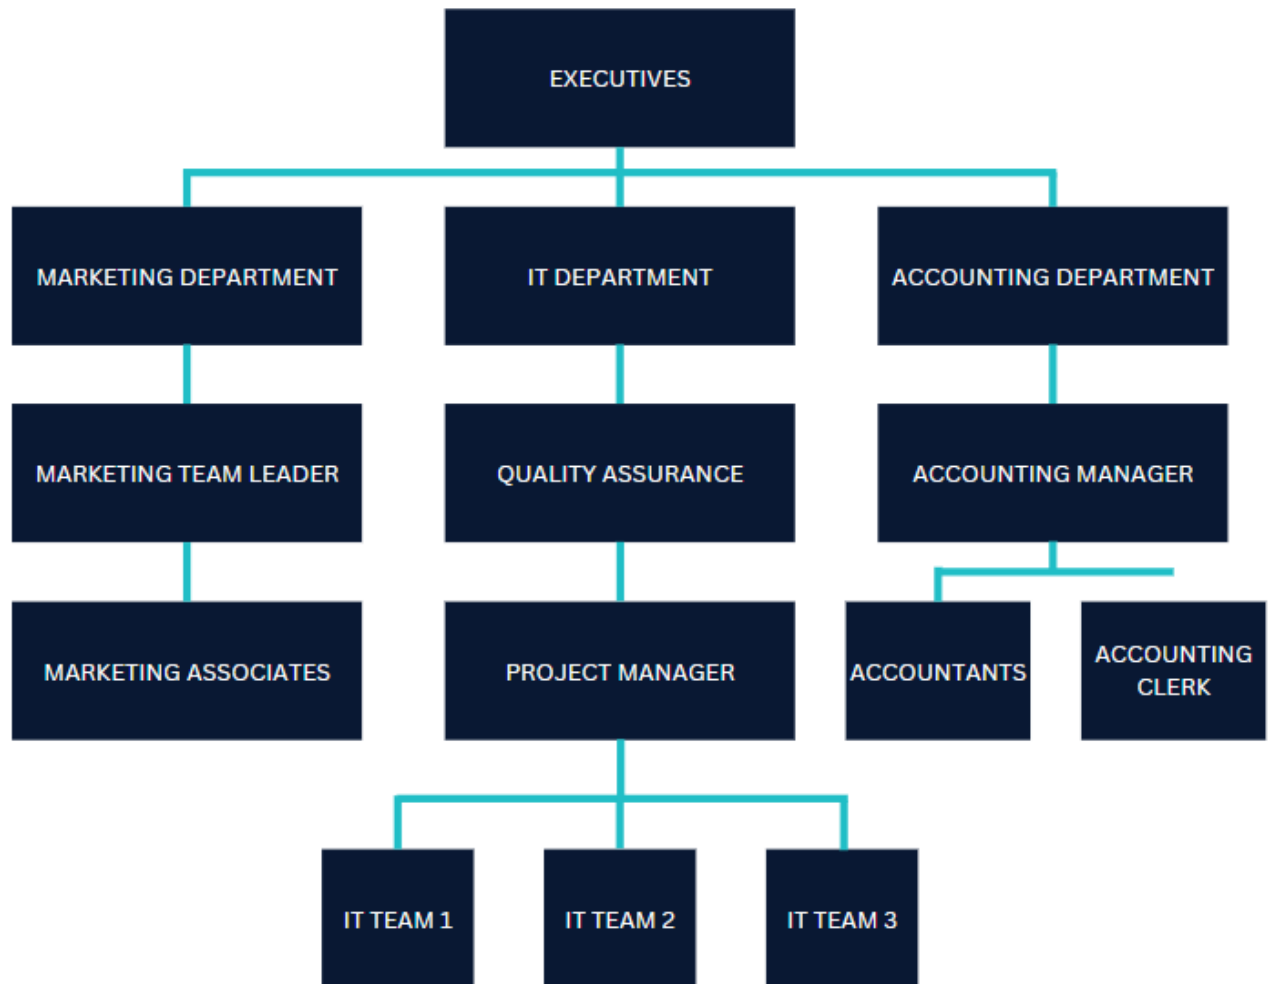 EXECUTIVES
MARKETING DEPARTMENT
IT DEPARTMENT
ACCOUNTING DEPARTMENT
MARKETING TEAM LEADER
QUALITY ASSURANCE
ACCOUNTING MANAGER
MARKETING ASSOCIATES
PROJECT MANAGER
ACCOUNTANTS
ACCOUNTING
CLERK
IT TEAM 1
IT TEAM 2
IT TEAM 3